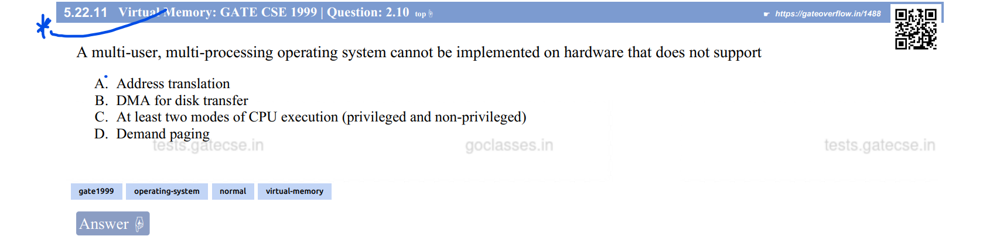 5.22.11 Virtual Memory: GATE CSE 1999 | Question: 2.10 top☟
☛ https://gateoverflow.in/1488
A multi-user, multi-processing operating system cannot be implemented on hardware that does not support
A. Address translation
B. DMA for disk transfer
C. At least two modes of CPU execution (privileged and non-privileged)
D. Demand paging
tests.gatecse.in goclasses.in tests.gatecse.in
gate1999 operating-system normal virtual-memory
Answer ☟